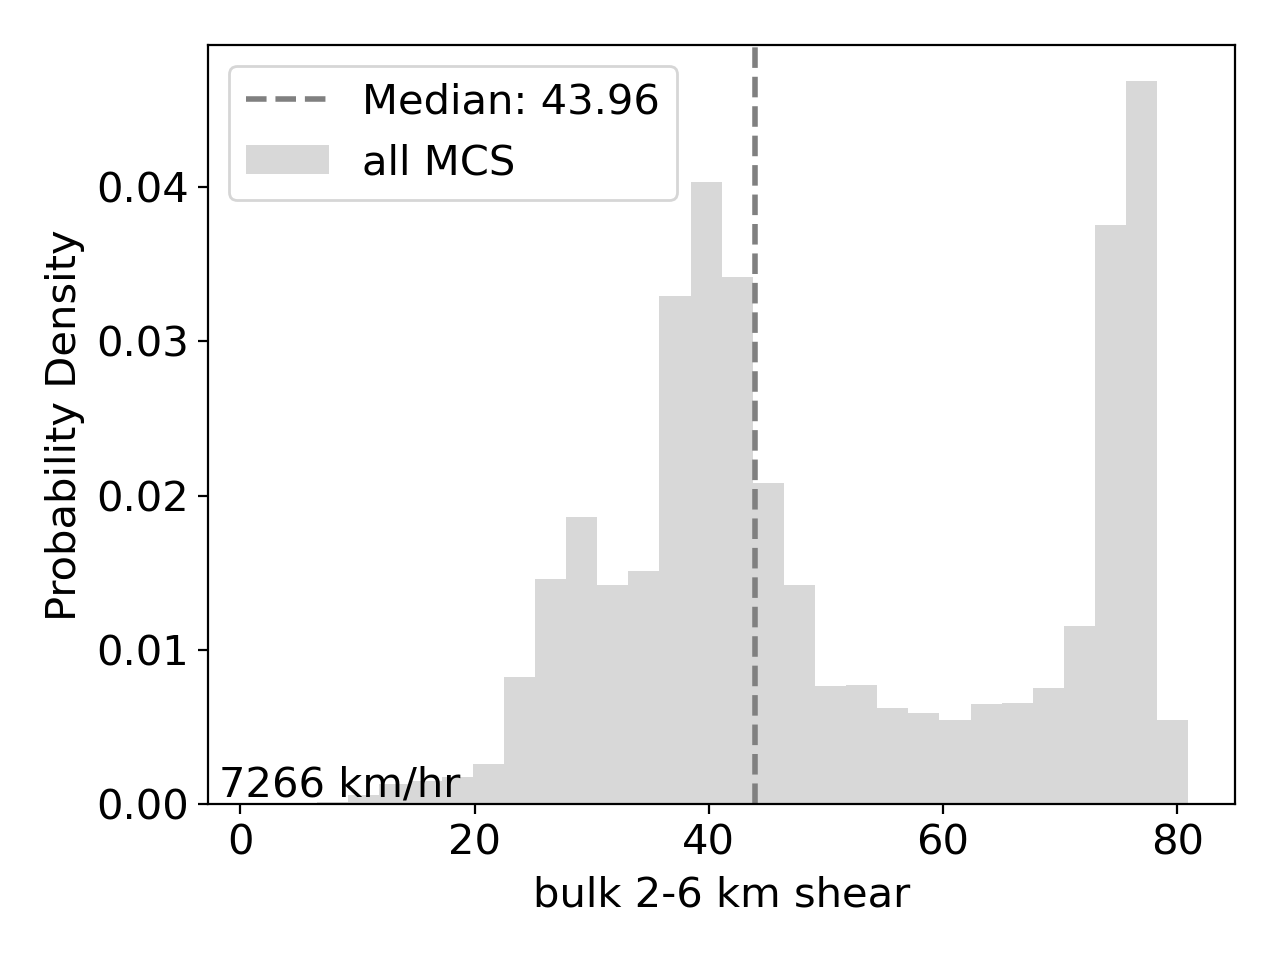 Median: 43.96
all MCS
Probability Density
0.04
0.03
0.02
0.01
0.00
7266 km/hr
0 20 40 60 80
bulk 2-6 km shear